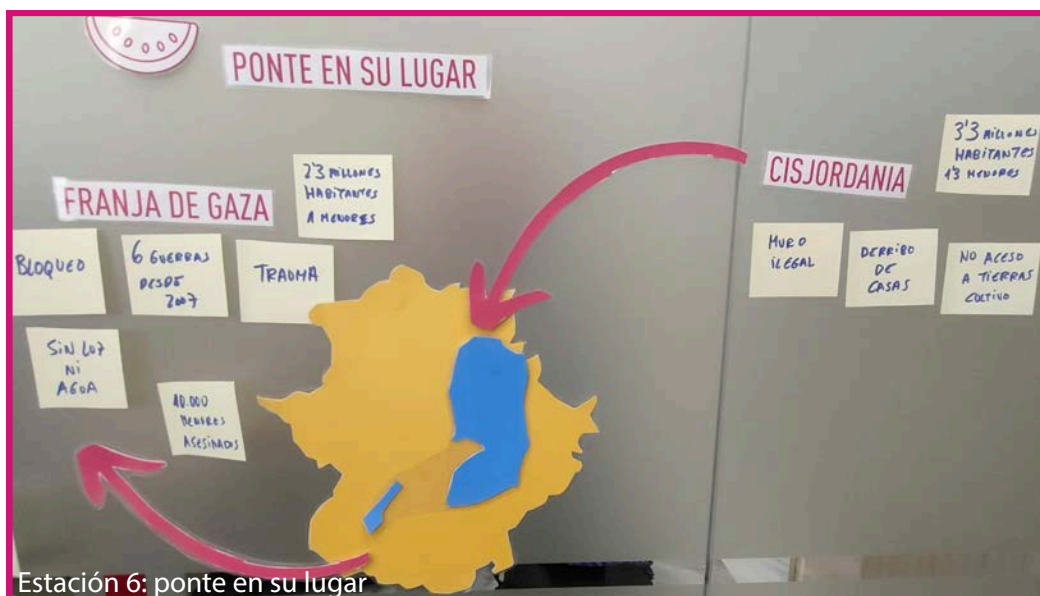 PONTE EN SU LUGAR
FRANJA DE GAZA
2'3 MILLONES
HABITANTES
1 MENORES
BLOQUEO
6 GUERRAS
DESDE
2007
TRAUMA
SIN LUZ
NI
AGUA
10.000
MENORES
ASESINADOS
CISJORDANIA
3'3 MILLONES
HABITANTES
1'3 MENORES
MURO
ILEGAL
DERRIBO
DE
CASAS
NO ACESO
A TIERRAS
CULTIVO
Estación 6: ponte en su lugar